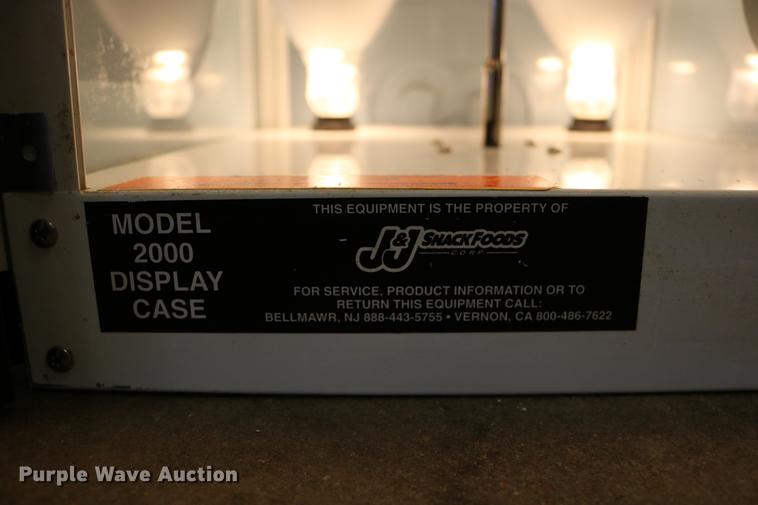 MODEL
2000
DISPLAY
CASE
THIS EQUIPMENT IS THE PROPERTY OF
J&J SNACK FOODS
CORP.
FOR SERVICE, PRODUCT INFORMATION OR TO
RETURN THIS EQUIPMENT CALL:
BELLMAWR, NJ 888-443-5755 • VERNON, CA 800-486-7622
Purple Wave Auction